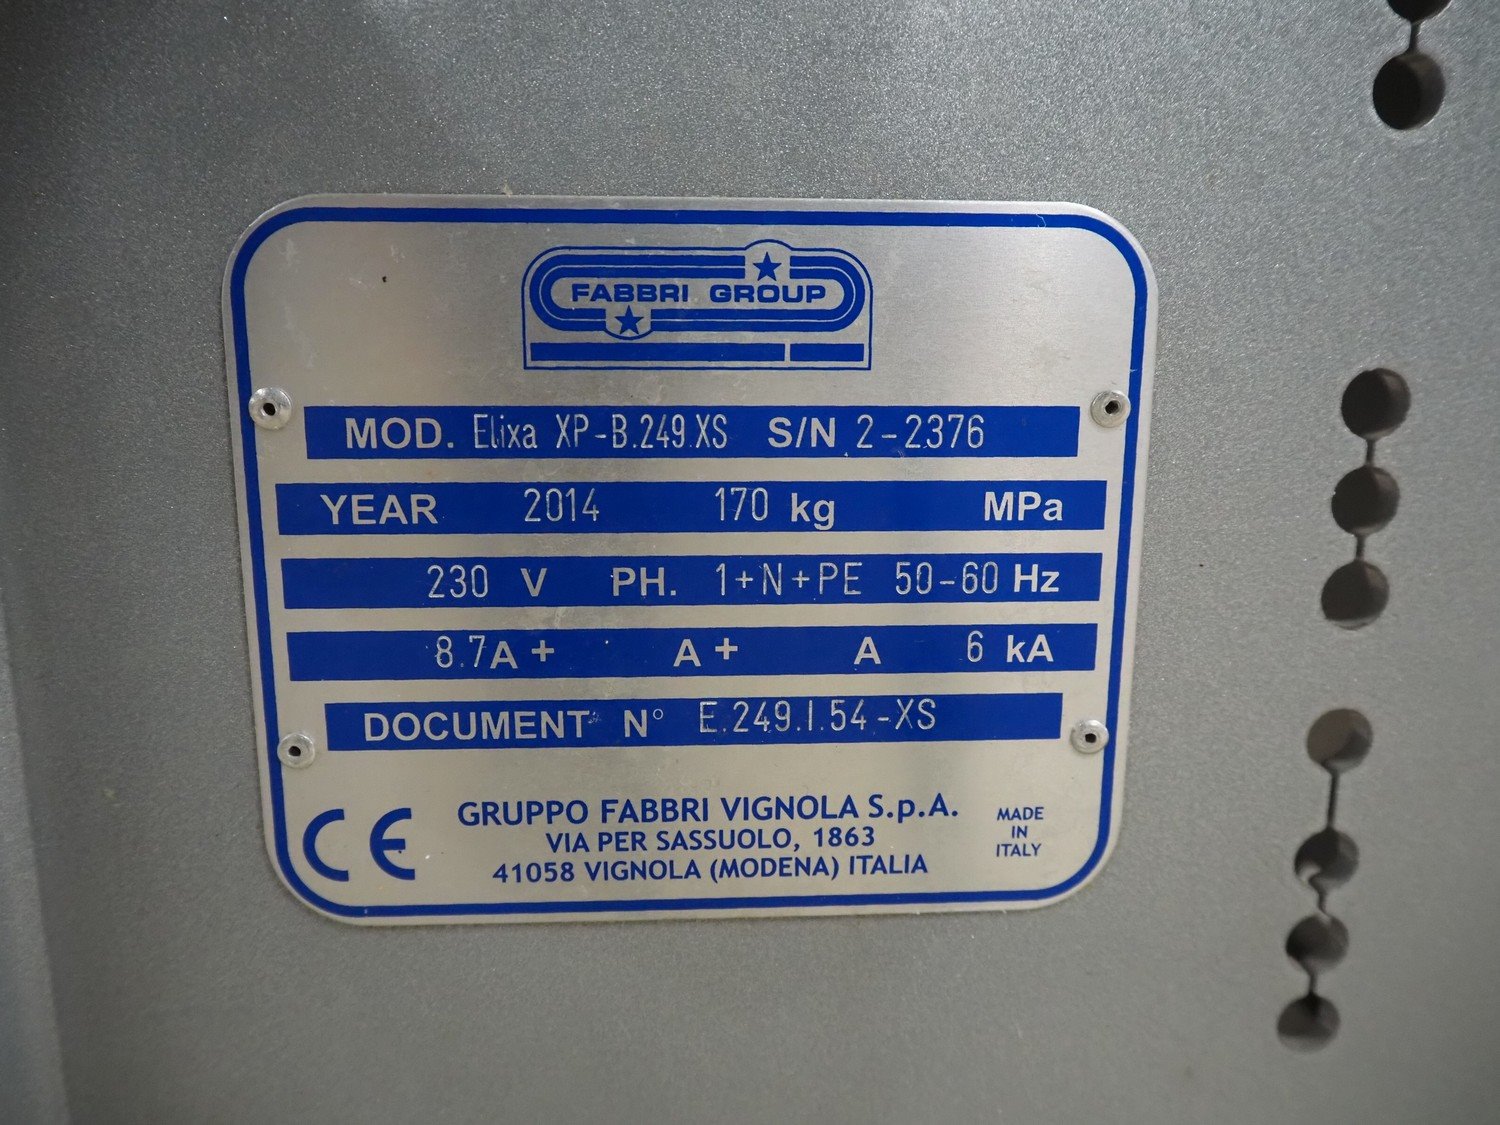 FABBRI GROUP
MOD. Elixa XP-B.249.XS S/N 2-2376
YEAR 2014 170 kg MPa
230 V PH. 1+N+PE 50-60 Hz
8.7A+ A+ A 6 kA
DOCUMENT N° E.249.I.54-XS
CE
GRUPPO FABBRI VIGNOLA S.p.A.
VIA PER SASSUOLO, 1863
41058 VIGNOLA (MODENA) ITALIA
MADE
IN
ITALY